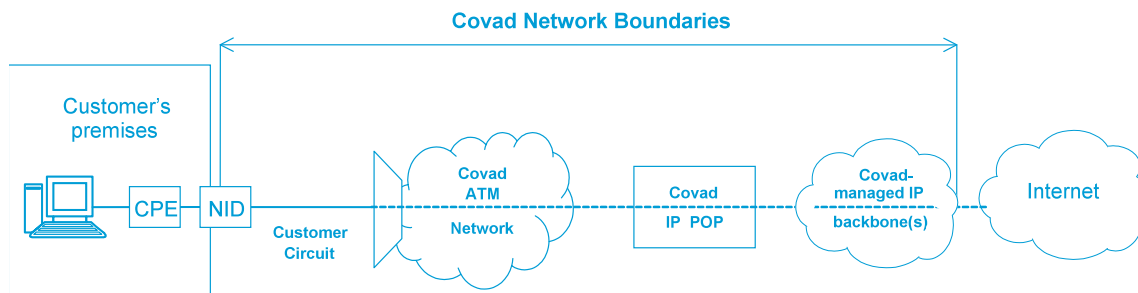 Covad Network Boundaries
Customer's
premises
CPE
NID
Customer
Circuit
Covad
ATM
Network
Covad
IP POP
Covad-
managed IP
backbone(s)
Internet